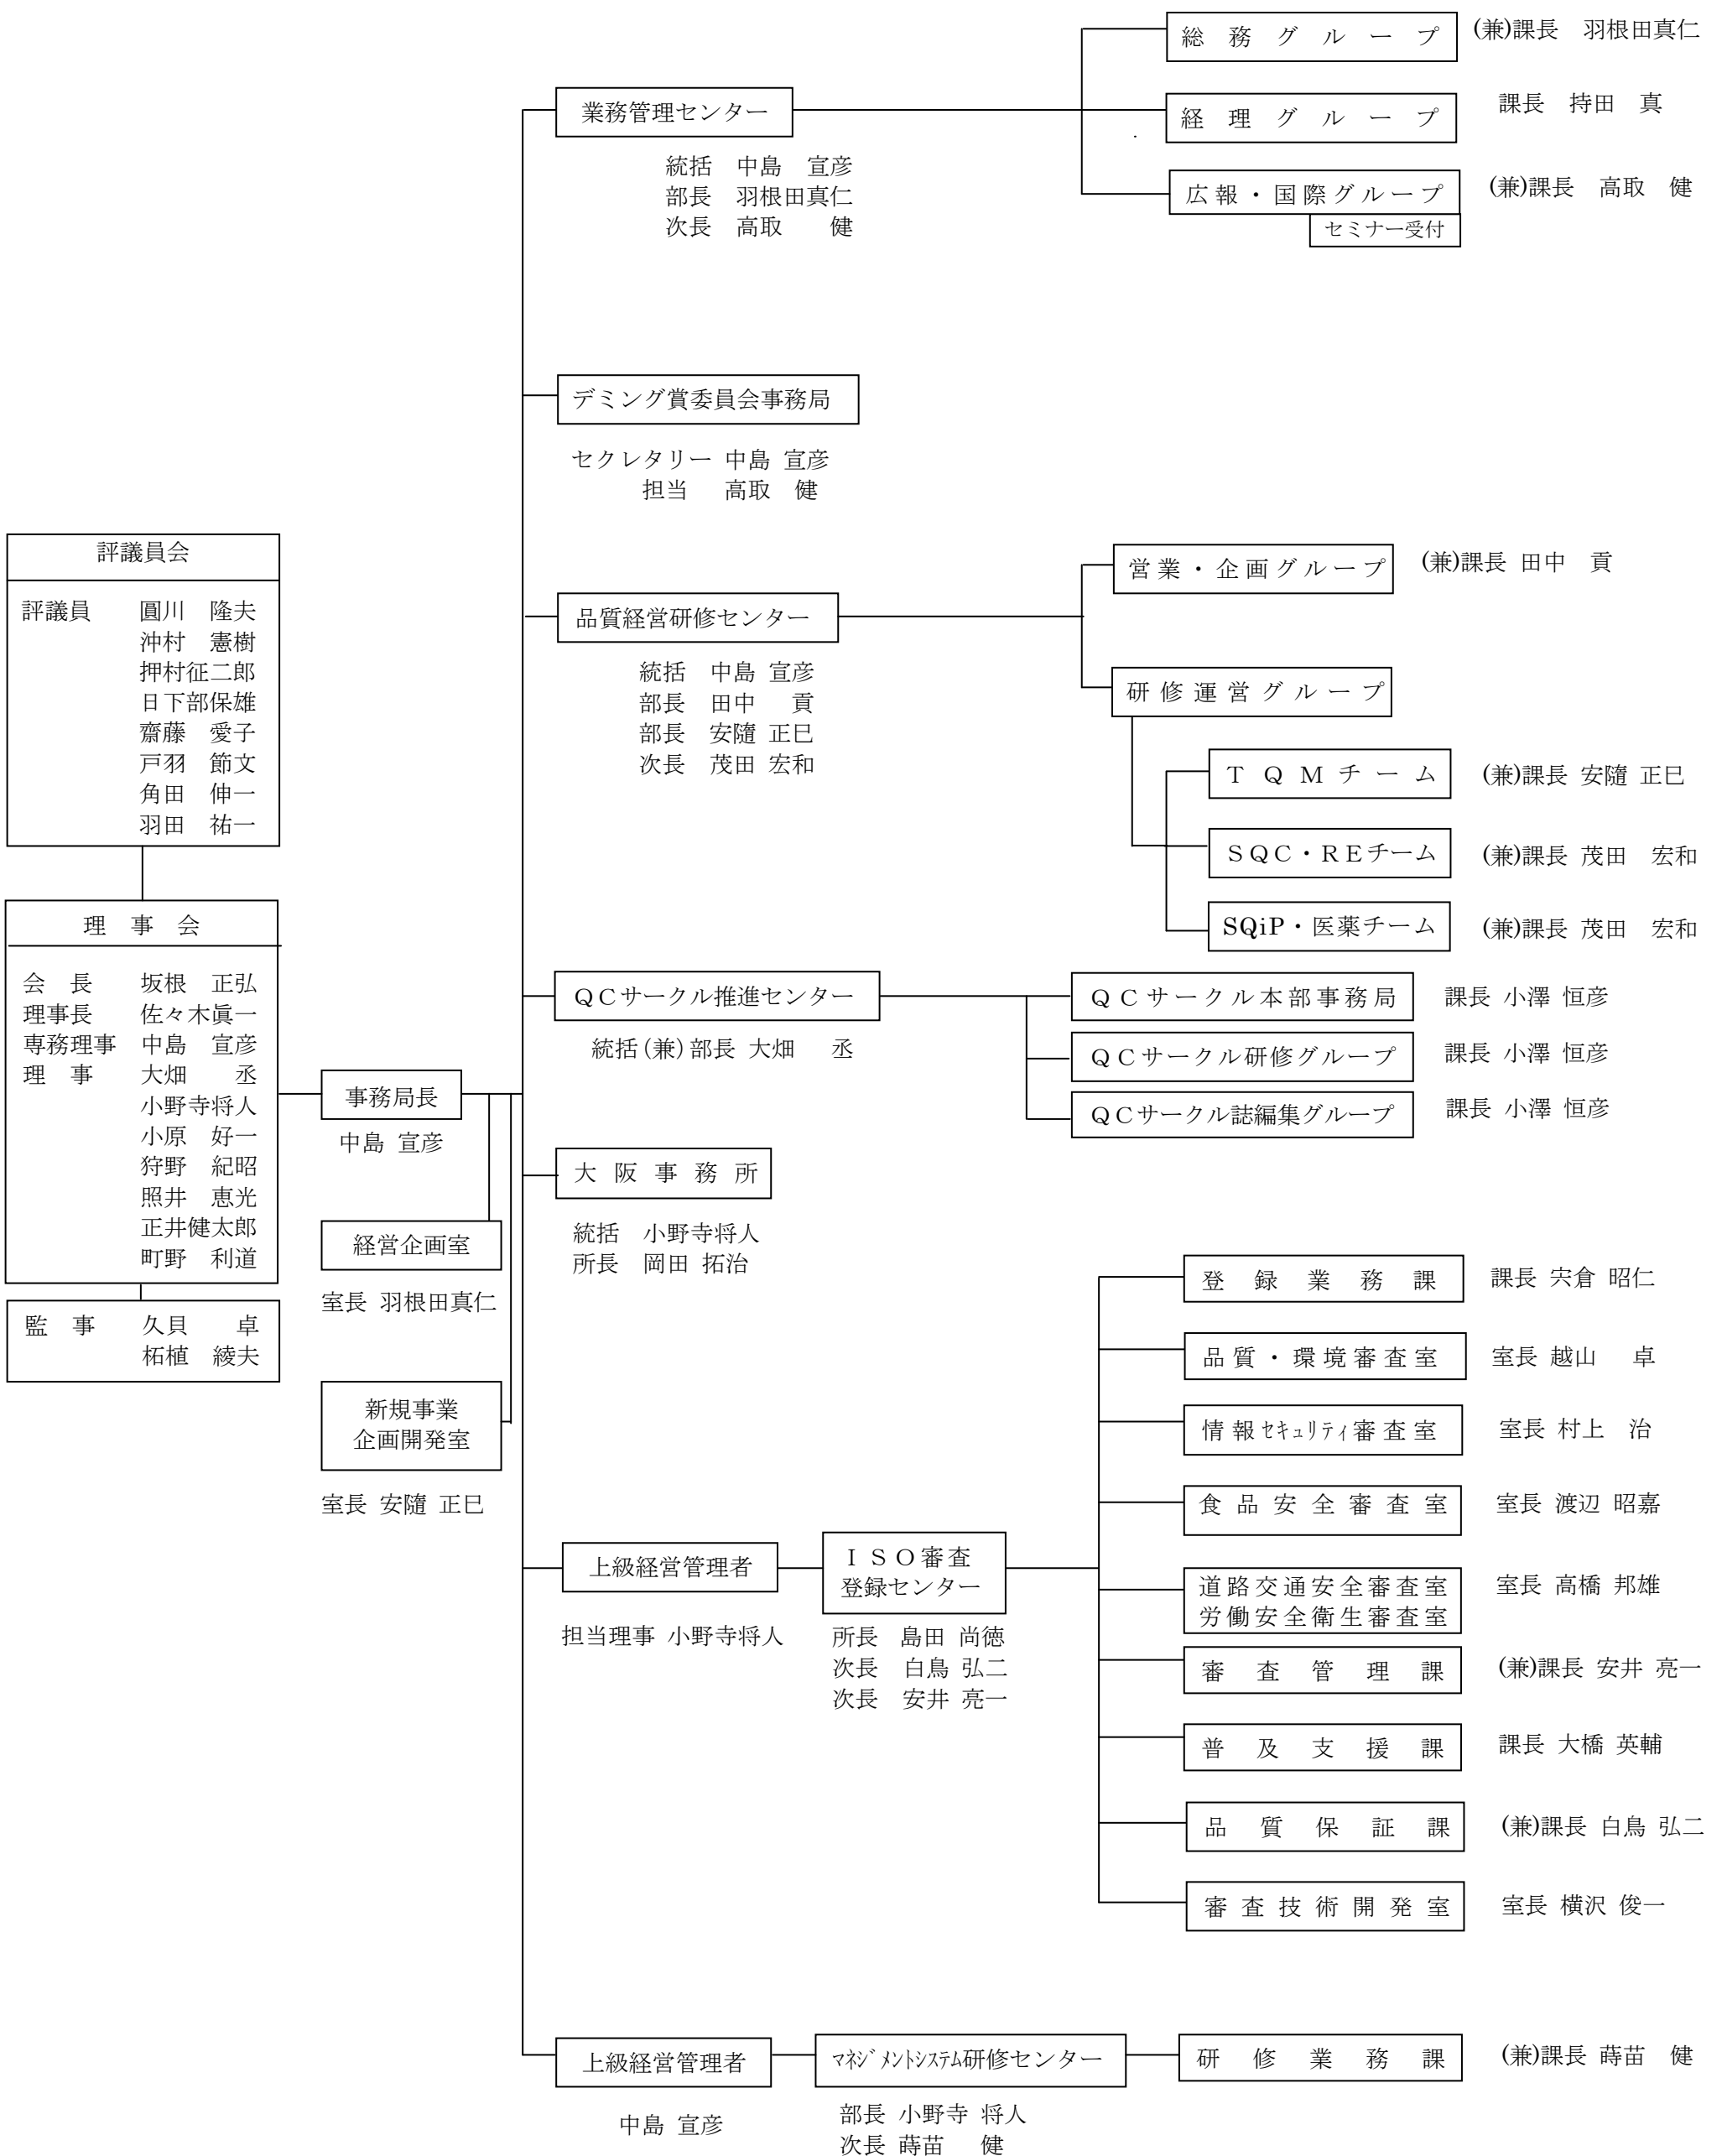 評議員会
評議員　圓川　隆夫
沖村　憲樹
押村征二郎
日下部保雄
齋藤　愛子
戸羽　節文
角田　伸一
羽田　祐一
理　事　会
会　長　坂根　正弘
理事長　佐々木眞一
専務理事　中島　宣彦
理　事　大畑　　丞
小野寺将人
小原　好一
狩野　紀昭
照井　恵光
正井健太郎
町野　利道
監　事　久貝　　卓
柘植　綾夫
事務局長
中島 宣彦
経営企画室
室長 羽根田真仁
新規事業
企画開発室
室長 安隨 正巳
業務管理センター
統括　中島　宣彦
部長　羽根田真仁
次長　高取　　健
総務グループ　(兼)課長　羽根田真仁
経理グループ　課長　持田　真
広報・国際グループ　(兼)課長　高取　健
セミナー受付
デミング賞委員会事務局
セクレタリー 中島 宣彦
担当　高取　健
品質経営研修センター
統括　中島 宣彦
部長　田中　　貢
部長　安隨 正巳
次長　茂田 宏和
営業・企画グループ　(兼)課長 田中　貢
研修運営グループ
ＴＱＭチーム　(兼)課長 安隨 正巳
ＳＱＣ・ＲＥチーム　(兼)課長 茂田　宏和
SQiP・医薬チーム　(兼)課長 茂田　宏和
ＱＣサークル推進センター
統括(兼)部長 大畑　丞
ＱＣサークル本部事務局　課長 小澤 恒彦
ＱＣサークル研修グループ　課長 小澤 恒彦
ＱＣサークル誌編集グループ　課長 小澤 恒彦
大阪事務所
統括　小野寺将人
所長　岡田 拓治
上級経営管理者
担当理事 小野寺将人
ＩＳＯ審査
登録センター
所長　島田 尚徳
次長　白鳥 弘二
次長　安井 亮一
登録業務課　課長 宍倉 昭仁
品質・環境審査室　室長 越山　卓
情報ｾｷｭﾘﾃｨ審査室　室長 村上　治
食品安全審査室　室長 渡辺 昭嘉
道路交通安全審査室　室長 高橋 邦雄
労働安全衛生審査室
審査管理課　(兼)課長 安井 亮一
普及支援課　課長 大橋 英輔
品質保証課　(兼)課長 白鳥 弘二
審査技術開発室　室長 横沢 俊一
上級経営管理者
中島 宣彦
ﾏﾈｼﾞﾒﾝﾄｼｽﾃﾑ研修センター
部長 小野寺 将人
次長 蒔苗　健
研修業務課　(兼)課長 蒔苗　健